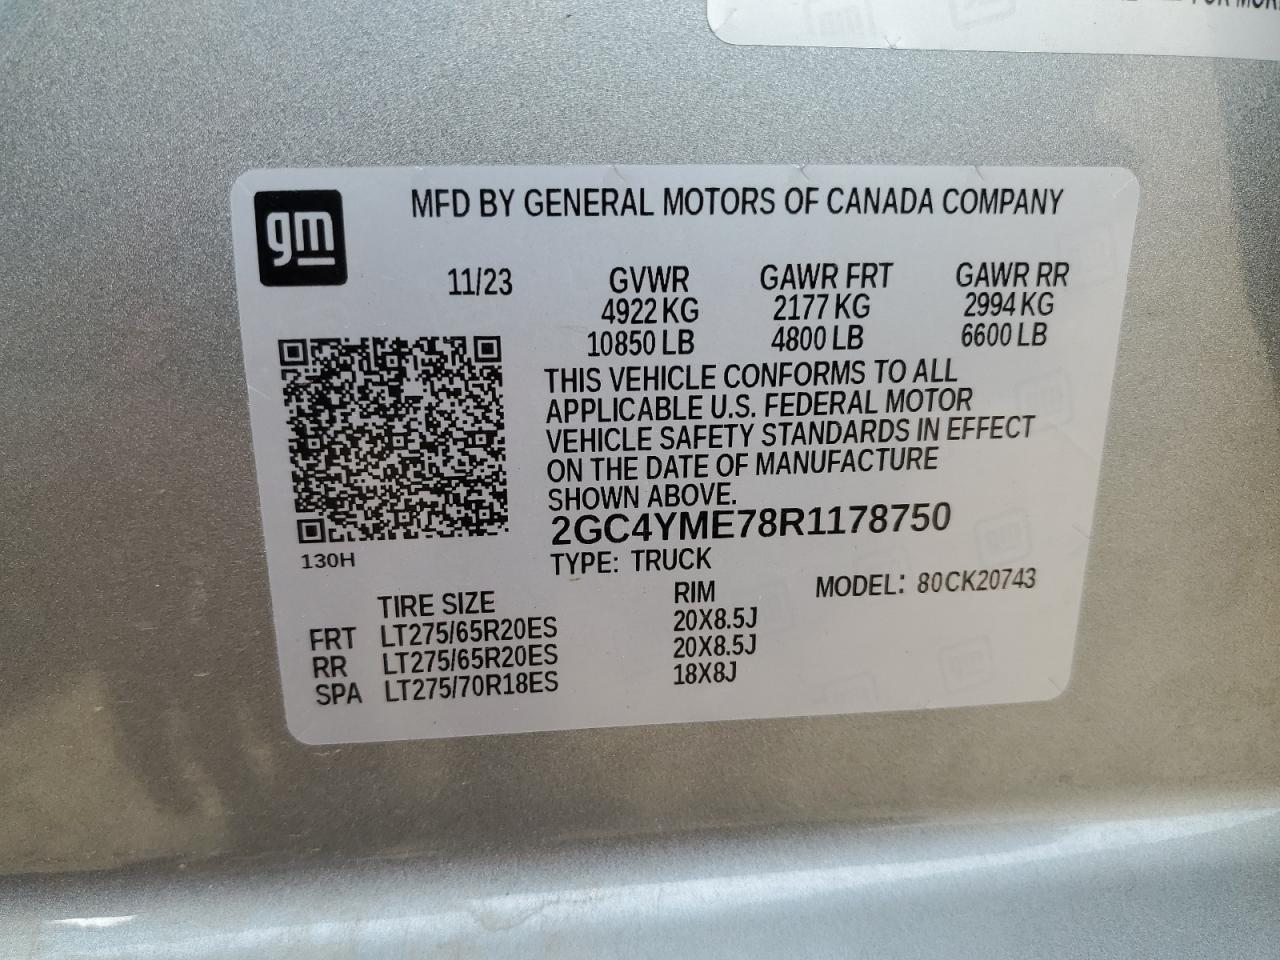 FOR MORE
gm
MFD BY GENERAL MOTORS OF CANADA COMPANY
11/23 GVWR GAWR FRT GAWR RR
4922 KG 2177 KG 2994 KG
10850 LB 4800 LB 6600 LB
THIS VEHICLE CONFORMS TO ALL
APPLICABLE U.S. FEDERAL MOTOR
VEHICLE SAFETY STANDARDS IN EFFECT
ON THE DATE OF MANUFACTURE
SHOWN ABOVE.
2GC4YME78R1178750
130H
TYPE: TRUCK
MODEL: 80CK20743
TIRE SIZE RIM
FRT LT275/65R20ES 20X8.5J
RR LT275/65R20ES 20X8.5J
SPA LT275/70R18ES 18X8J